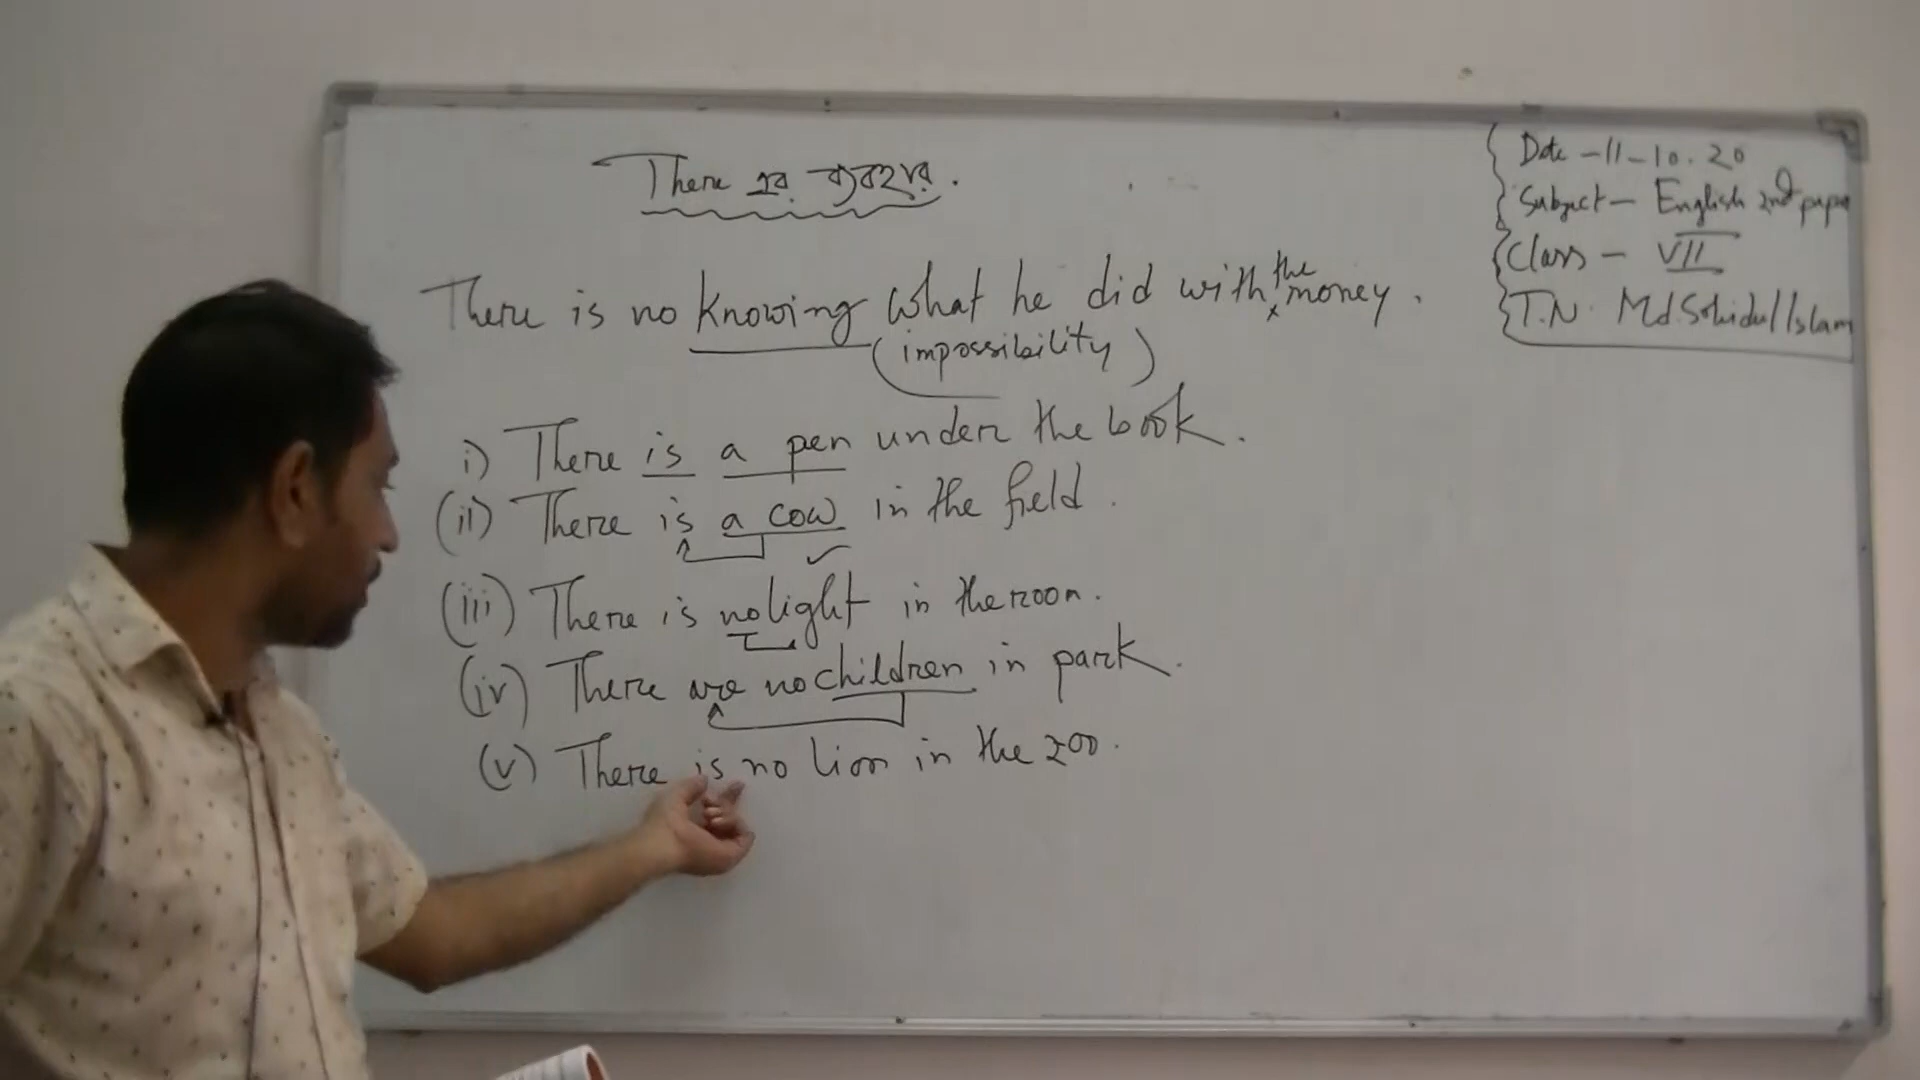 There এর ব্যবহার.
Date - 11-10.20
Subject - English 2nd paper
Class - VII
T.N. Md. Sohidul Islam
There is no knowing what he did with the money.
(impossibility)
i) There is a pen under the book.
(ii) There is a cow in the field.
(iii) There is no light in the room.
(iv) There are no children in park.
(v) There is no lion in the zoo.